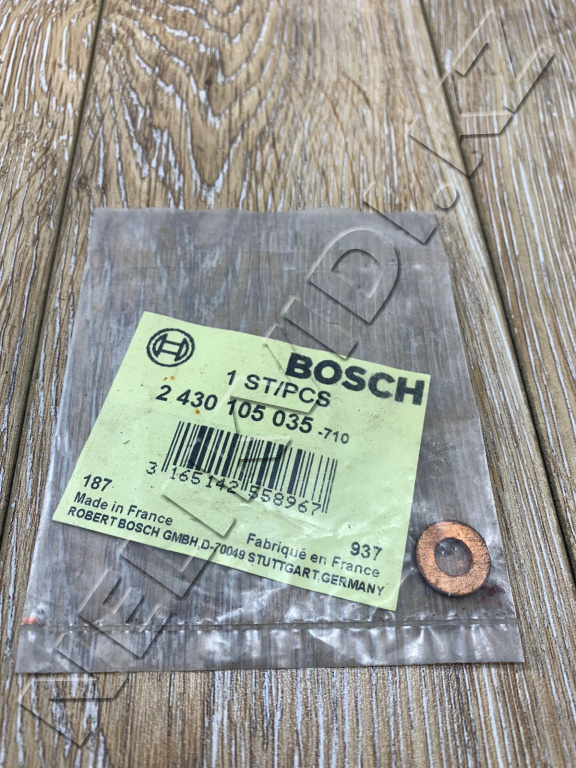 BOSCH
1 ST/PCS
2 430 105 035 -710
3 165142 358967
187
Made in France
937
Fabriqué en France
ROBERT BOSCH GMBH, D-70049 STUTTGART, GERMANY